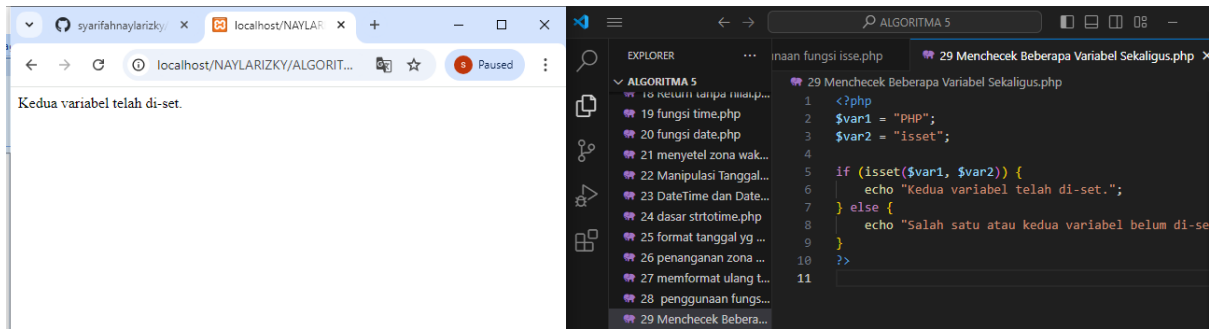 syarifahnaylarizky/
localhost/NAYLAR
localhost/NAYLARIZKY/ALGORIT...
S
Paused
Kedua variabel telah di-set.
ALGORITMA 5
EXPLORER
...
ALGORITMA 5
18 Return tanpa nilai.p...
19 fungsi time.php
20 fungsi date.php
21 menyetel zona wak...
22 Manipulasi Tanggal...
23 DateTime dan Date...
24 dasar strtotime.php
25 format tanggal yg ...
26 penanganan zona ...
27 memformat ulang t...
28 penggunaan fungs...
29 Menchecek Bebera...
unaan fungsi isse.php
29 Menchecek Beberapa Variabel Sekaligus.php
29 Menchecek Beberapa Variabel Sekaligus.php
1 <?php
2 $var1 = "PHP";
3 $var2 = "isset";
4
5 if (isset($var1, $var2)) {
6 echo "Kedua variabel telah di-set.";
7 } else {
8 echo "Salah satu atau kedua variabel belum di-se
9 }
10 ?>
11